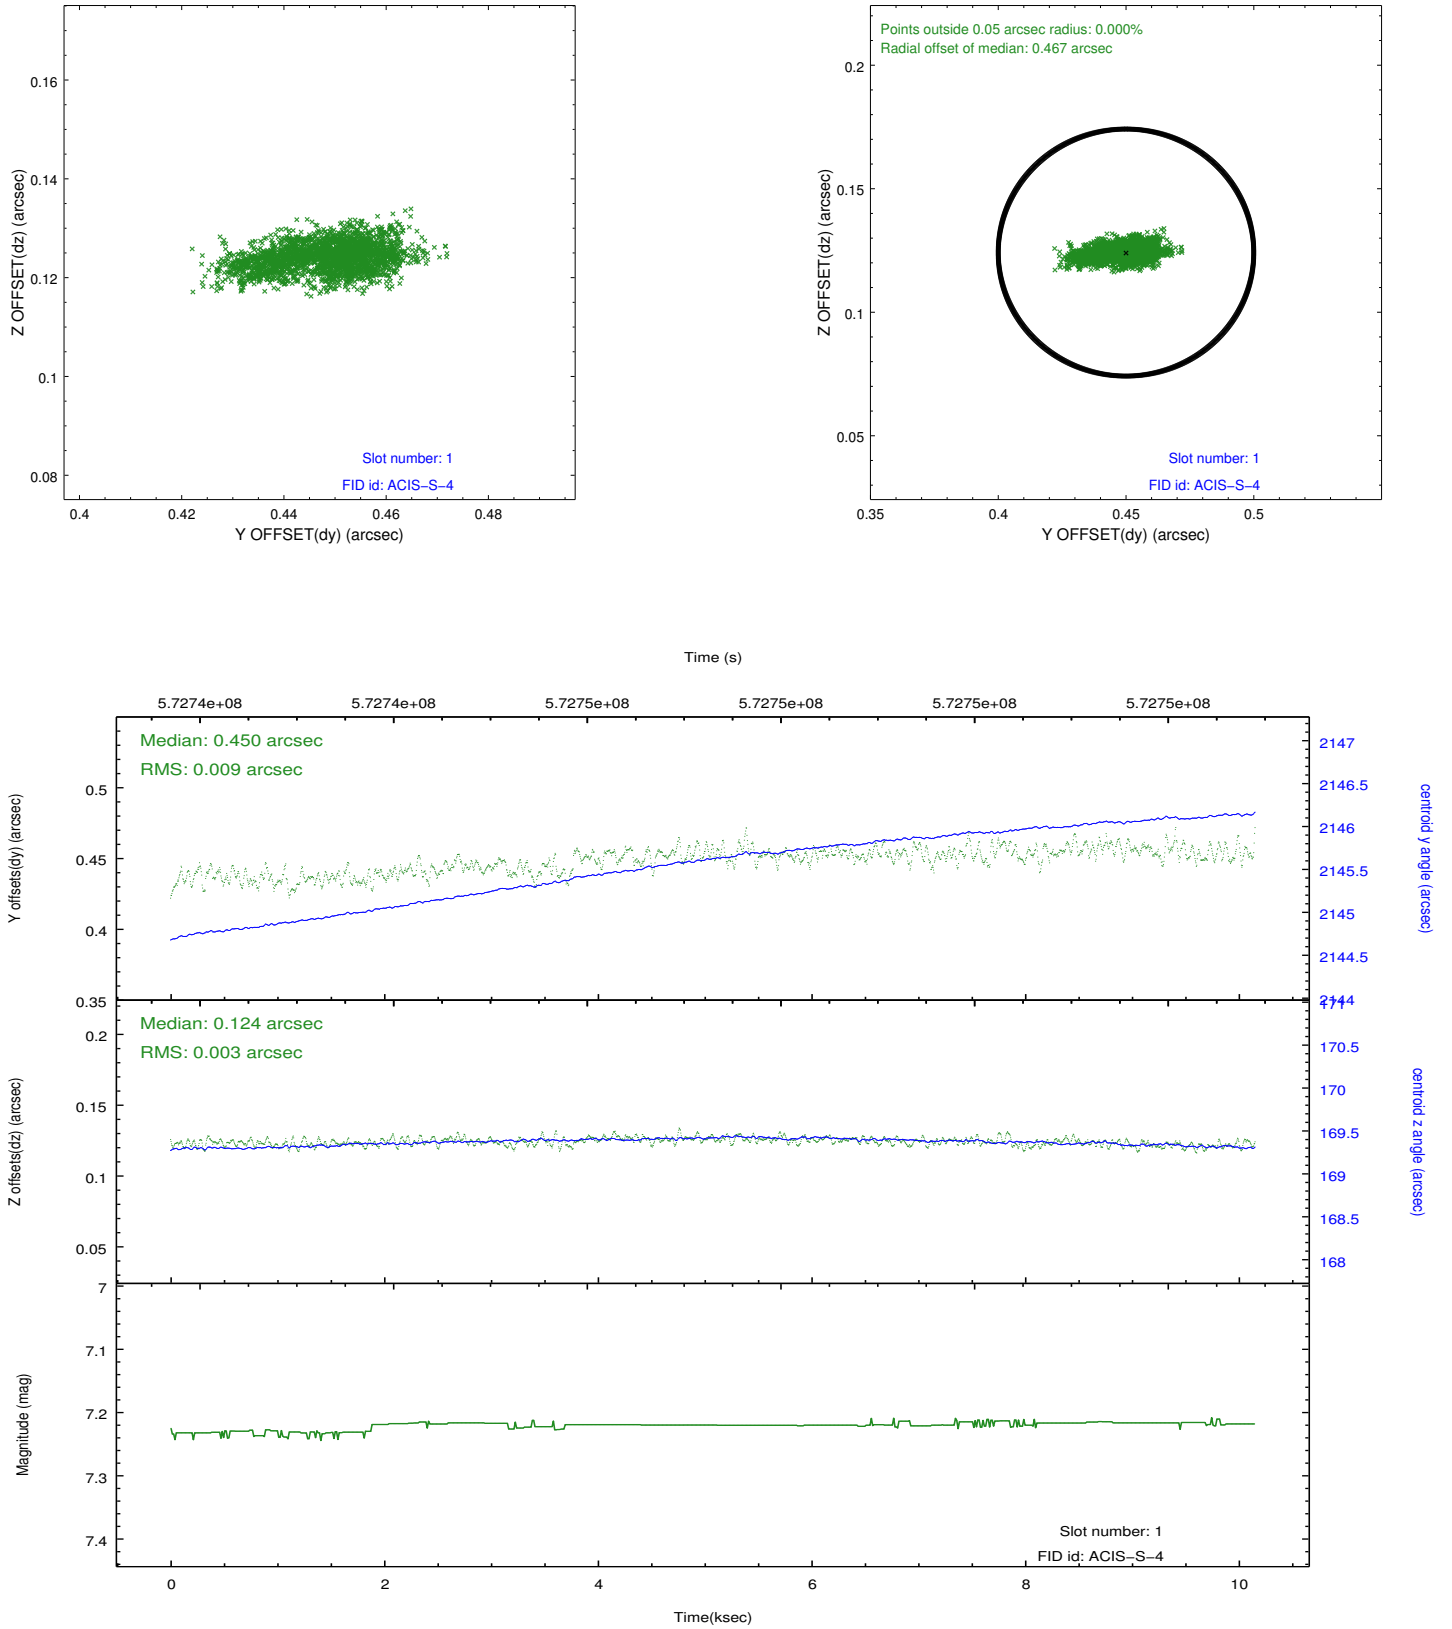 0.16
0.14
0.12
0.1
0.08
Z OFFSET(dz) (arcsec)
0.4 0.42 0.44 0.46 0.48
Y OFFSET(dy) (arcsec)
Slot number: 1
FID id: ACIS−S−4
Points outside 0.05 arcsec radius: 0.000%
Radial offset of median: 0.467 arcsec
0.2
0.15
0.1
0.05
Z OFFSET(dz) (arcsec)
Slot number: 1
FID id: ACIS−S−4
0.35 0.4 0.45 0.5
Y OFFSET(dy) (arcsec)
Time (s)
5.7274e+08 5.7274e+08 5.7275e+08 5.7275e+08 5.7275e+08 5.7275e+08
Median: 0.450 arcsec
RMS: 0.009 arcsec
0.5
0.45
0.4
0.35
Y offsets(dy) (arcsec)
2147
2146.5
2146
2145.5
2145
2144.5
2144
centroid y angle (arcsec)
Median: 0.124 arcsec
RMS: 0.003 arcsec
0.2
0.15
0.1
0.05
Z offsets(dz) (arcsec)
171
170.5
170
169.5
169
168.5
168
centroid z angle (arcsec)
7
7.1
7.2
7.3
7.4
Magnitude (mag)
Slot number: 1
FID id: ACIS−S−4
0 2 4 6 8 10
Time(ksec)